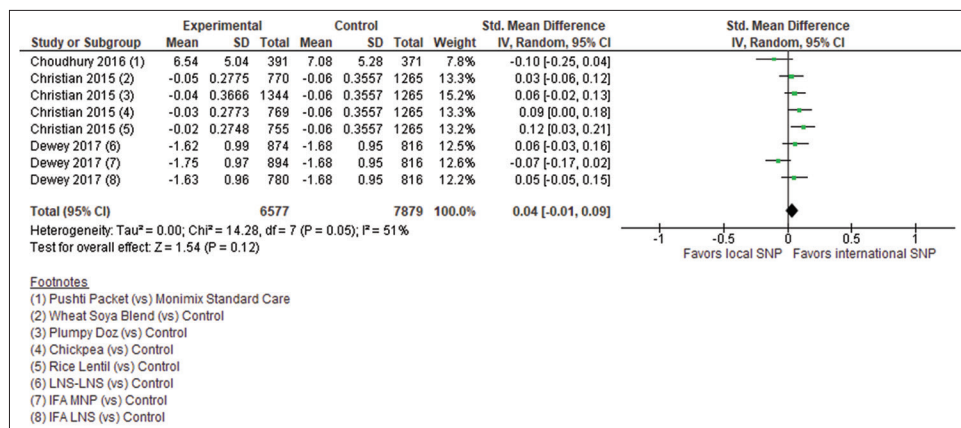 Experimental Control Std. Mean Difference Std. Mean Difference
Study or Subgroup Mean SD Total Mean SD Total Weight IV, Random, 95% CI IV, Random, 95% CI
Choudhury 2016 (1) 6.54 5.04 391 7.08 5.28 371 7.8% -0.10 [-0.25, 0.04]
Christian 2015 (2) -0.05 0.2775 770 -0.06 0.3557 1265 13.3% 0.03 [-0.06, 0.12]
Christian 2015 (3) -0.04 0.3666 1344 -0.06 0.3557 1265 15.2% 0.06 [-0.02, 0.13]
Christian 2015 (4) -0.03 0.2773 769 -0.06 0.3557 1265 13.3% 0.09 [0.00, 0.18]
Christian 2015 (5) -0.02 0.2748 755 -0.06 0.3557 1265 13.2% 0.12 [0.03, 0.21]
Dewey 2017 (6) -1.62 0.99 874 -1.68 0.95 816 12.5% 0.06 [-0.03, 0.16]
Dewey 2017 (7) -1.75 0.97 894 -1.68 0.95 816 12.6% -0.07 [-0.17, 0.02]
Dewey 2017 (8) -1.63 0.96 780 -1.68 0.95 816 12.2% 0.05 [-0.05, 0.15]
Total (95% CI) 6577 7879 100.0% 0.04 [-0.01, 0.09]
Heterogeneity: Tau² = 0.00; Chi² = 14.28, df = 7 (P = 0.05); I² = 51%
Test for overall effect: Z = 1.54 (P = 0.12)
-1 -0.5 0 0.5 1
Favors local SNP Favors international SNP
Footnotes
(1) Pushti Packet (vs) Monimix Standard Care
(2) Wheat Soya Blend (vs) Control
(3) Plumpy Doz (vs) Control
(4) Chickpea (vs) Control
(5) Rice Lentil (vs) Control
(6) LNS-LNS (vs) Control
(7) IFA MNP (vs) Control
(8) IFA LNS (vs) Control